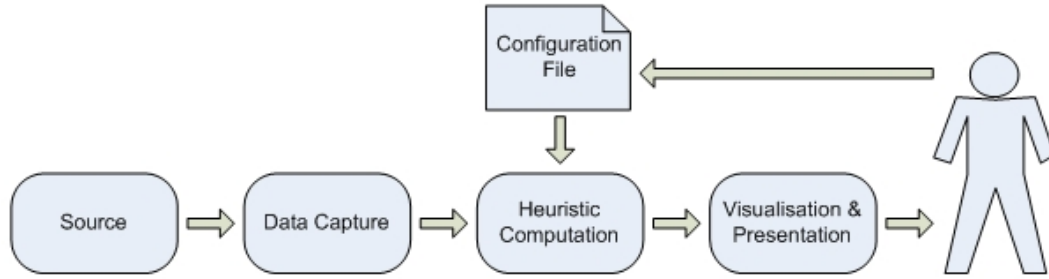 Configuration
File
Source
Data Capture
Heuristic
Computation
Visualisation &
Presentation